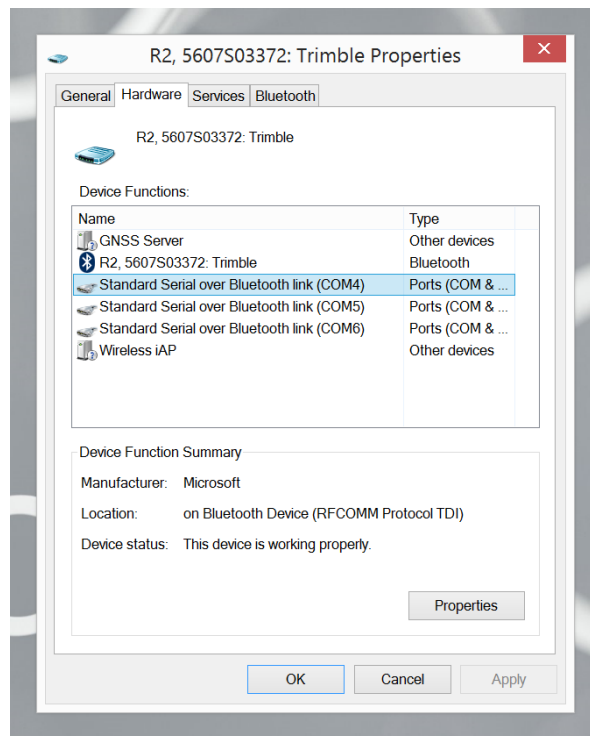 R2, 5607S03372: Trimble Properties
General Hardware Services Bluetooth
R2, 5607S03372: Trimble
Device Functions:
Name Type
GNSS Server Other devices
R2, 5607S03372: Trimble Bluetooth
Standard Serial over Bluetooth link (COM4) Ports (COM & ...
Standard Serial over Bluetooth link (COM5) Ports (COM & ...
Standard Serial over Bluetooth link (COM6) Ports (COM & ...
Wireless iAP Other devices
Device Function Summary
Manufacturer: Microsoft
Location: on Bluetooth Device (RFCOMM Protocol TDI)
Device status: This device is working properly.
Properties
OK Cancel Apply